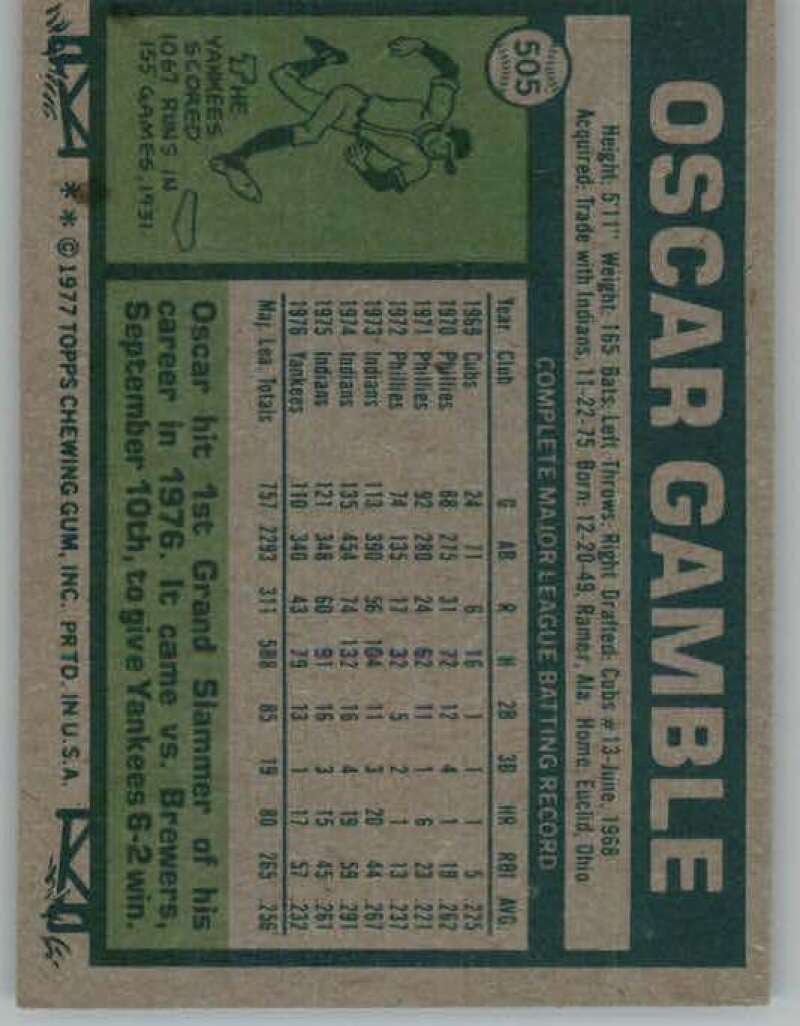 505
OSCAR GAMBLE
Height: 5'11" Weight: 165 Bats: Left Throws: Right Drafted: Cubs #13-June, 1968
Acquired: Trade with Indians, 11-22-75 Born: 12-20-49, Ramer, Ala. Home: Euclid, Ohio
COMPLETE MAJOR LEAGUE BATTING RECORD
Year Club G AB R H 2B 3B HR RBI AVG.
1969 Cubs 24 71 6 16 1 1 1 5 .225
1970 Phillies 88 275 31 72 12 4 1 19 .262
1971 Phillies 92 280 24 62 11 1 6 23 .221
1972 Phillies 74 135 17 32 5 2 1 13 .237
1973 Indians 113 390 56 104 11 3 20 44 .267
1974 Indians 135 454 74 132 16 4 19 59 .291
1975 Indians 121 348 60 91 16 3 15 45 .261
1976 Yankees 110 340 43 79 13 1 17 57 .232
Maj. Lea. Totals 757 2293 311 588 85 19 80 265 .256
THE
YANKEES
SCORED
1067 RUNS IN
155 GAMES, 1931.
Oscar hit 1st Grand Slammer of his
career in 1976. It came vs. Brewers,
September 10th, to give Yankees 6-2 win.
** ©1977 TOPPS CHEWING GUM, INC. PRTD. IN U.S.A.